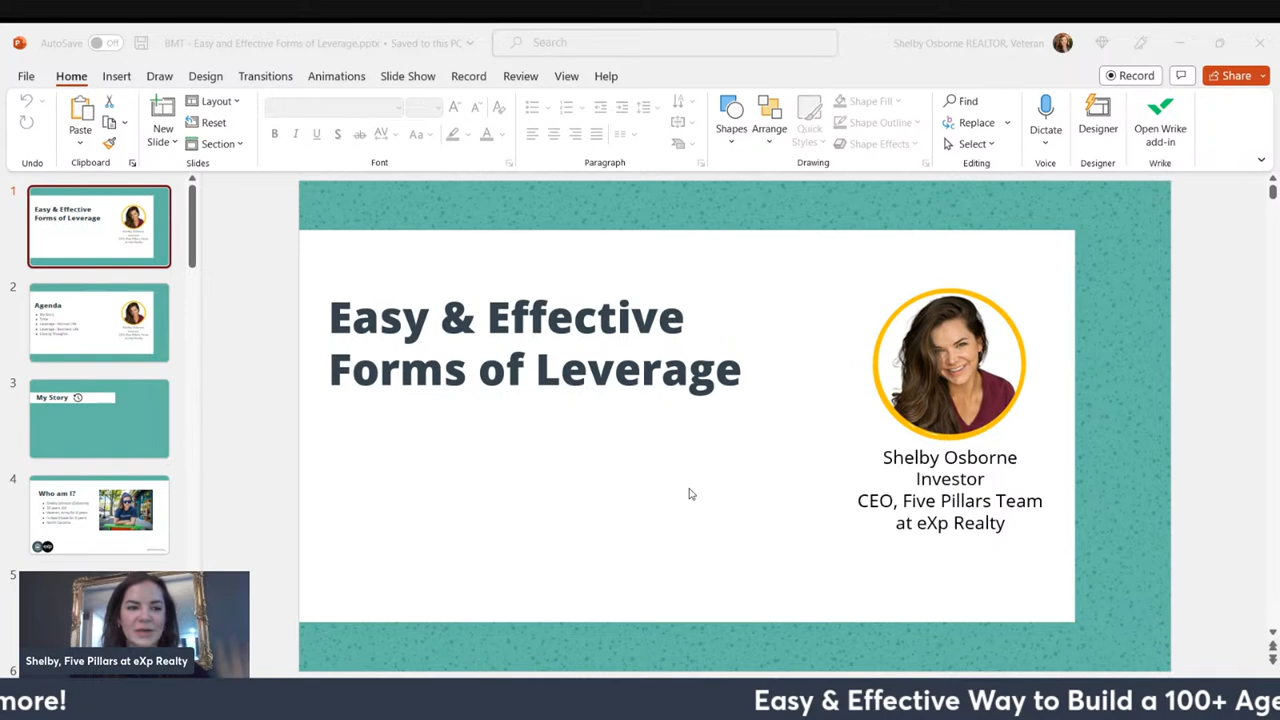 AutoSave
Off
BMT - Easy and Effective Forms of Leverage.pptx • Saved to this PC
Search
Shelby Osborne REALTOR, Veteran
File
Home
Insert
Draw
Design
Transitions
Animations
Slide Show
Record
Review
View
Help
Record
Share
Undo
Paste
Clipboard
New
Slide
Layout
Reset
Section
Slides
B I U S ab AV Aa A
Font
Paragraph
Shapes
Arrange
Quick
Styles
Shape Fill
Shape Outline
Shape Effects
Drawing
Find
Replace
Select
Editing
Dictate
Voice
Designer
Designer
Open Wrike
add-in
Wrike
1
Easy & Effective
Forms of Leverage
2
Agenda
3
My Story
4
Who am I?
exp
5
6
Easy & Effective
Forms of Leverage
Shelby Osborne
Investor
CEO, Five Pillars Team
at eXp Realty
Shelby, Five Pillars at eXp Realty
more!
Easy & Effective Way to Build a 100+ Age